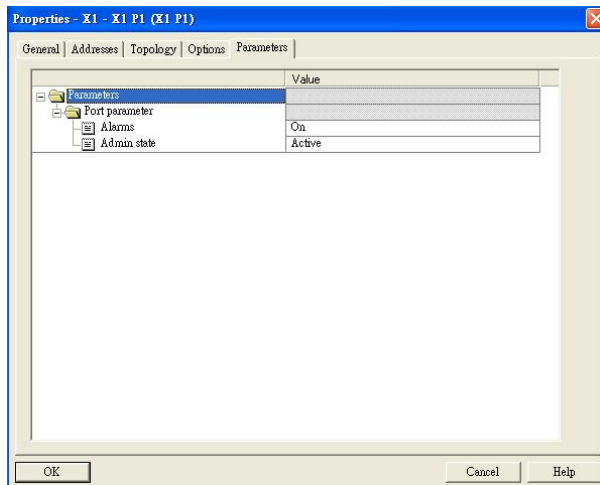 Properties - X1 - X1 P1 (X1 P1)
General Addresses Topology Options Parameters
Value
Parameters
Port parameter
Alarms On
Admin state Active
OK Cancel Help